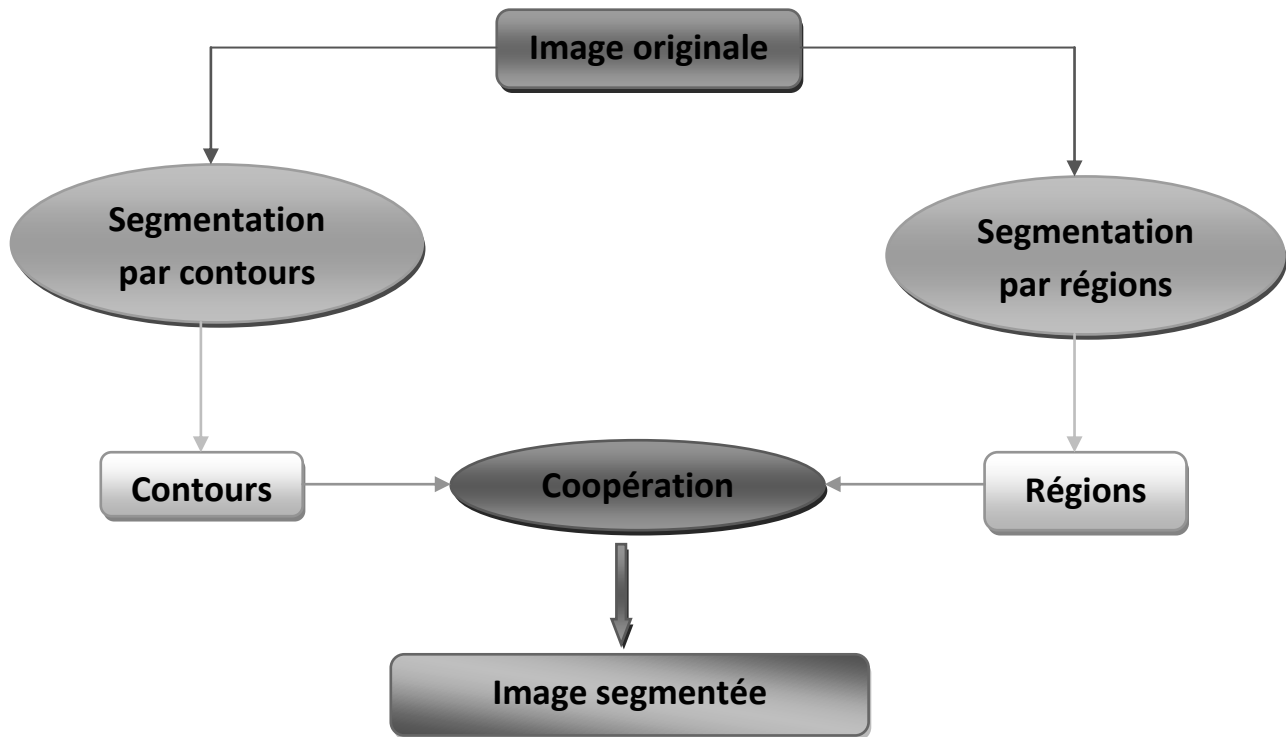 Image originale
Segmentation
par contours
Segmentation
par régions
Contours
Coopération
Régions
Image segmentée